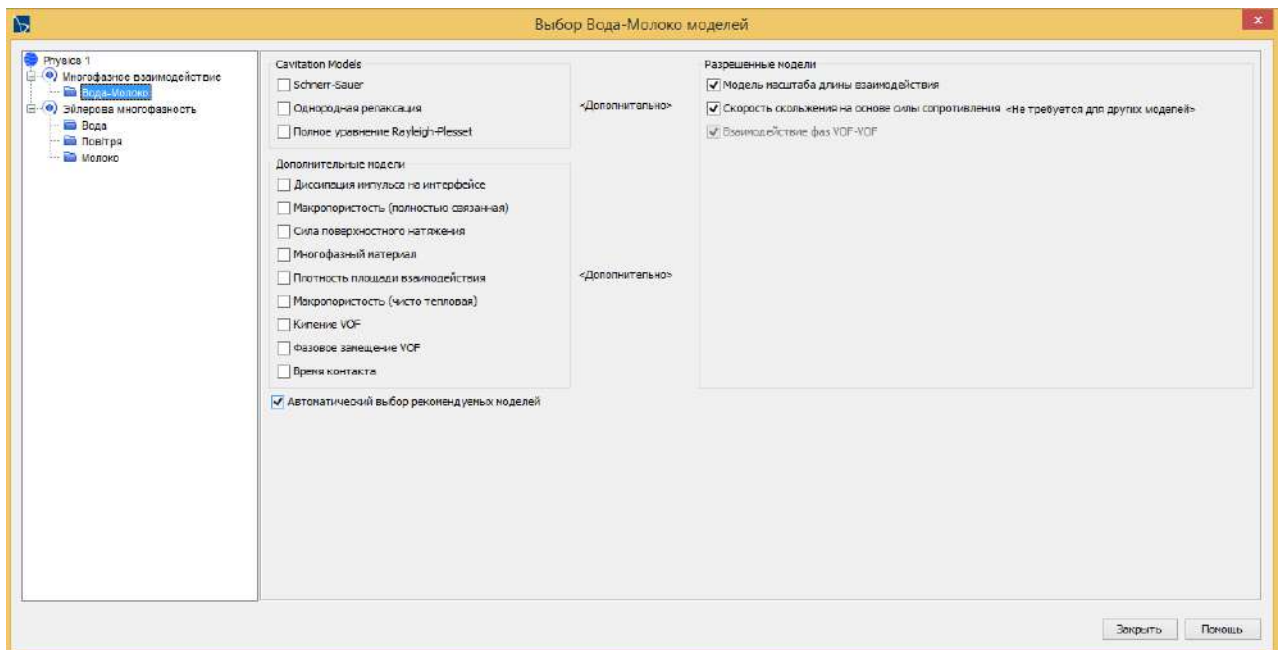 Выбор Вода-Молоко моделей
Physics 1
Многофазное взаимодействие
Вода-Молоко
Эйлерова многофазность
Вода
Повітря
Молоко
Cavitation Models
Schnerr-Sauer
Однородная релаксация
Полное уравнение Rayleigh-Plesset
<Дополнительно>
Дополнительные модели
Диссипация импульса на интерфейсе
Макропористость (полностью связанная)
Сила поверхностного натяжения
Многофазный материал
Плотность площади взаимодействия
Макропористость (чисто тепловая)
Кипение VOF
Фазовое замещение VOF
Время контакта
<Дополнительно>
Автоматический выбор рекомендуемых моделей
Разрешенные модели
Модель масштаба длины взаимодействия
Скорость скольжения на основе силы сопротивления <Не требуется для других моделей>
Взаимодействие фаз VOF-VOF
Закрыть
Помощь